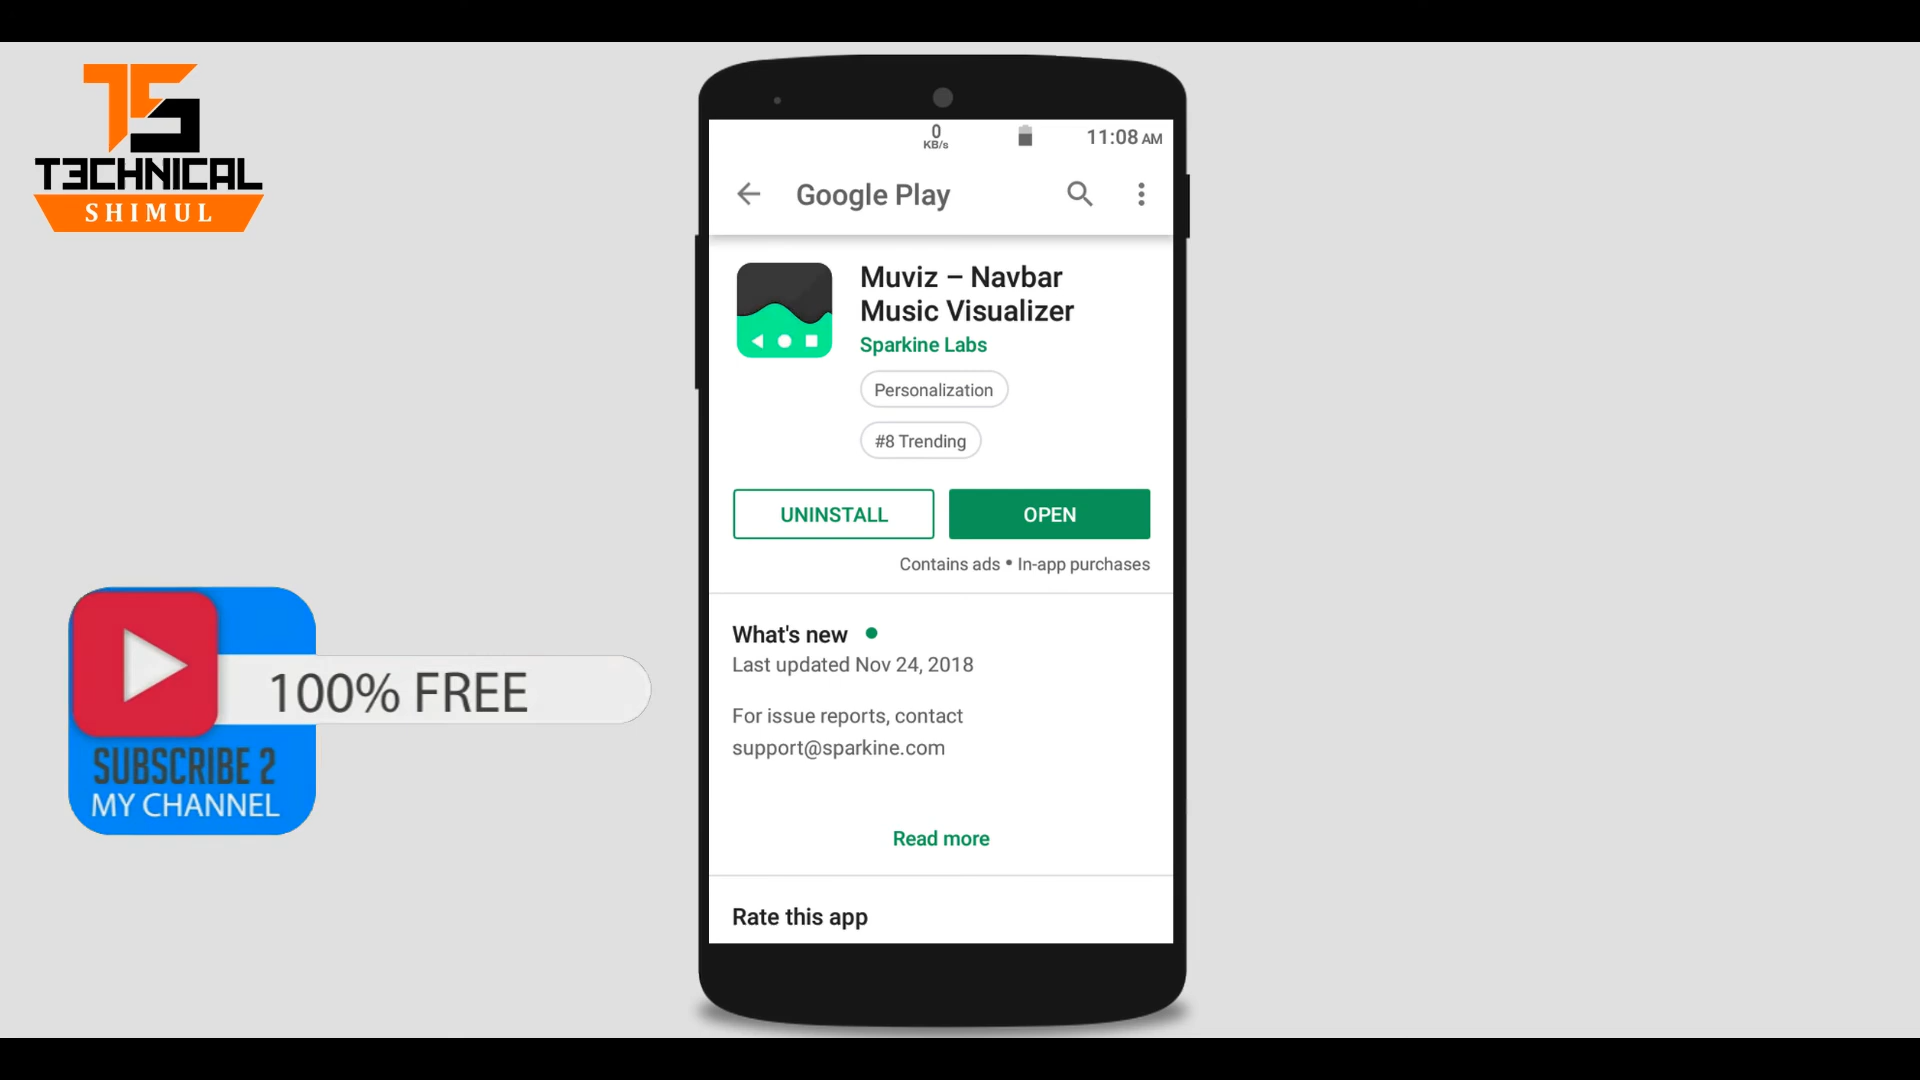 TS
T3CHNICAL
SHIMUL
0
KB/s
11:08 AM
Google Play
Muviz – Navbar
Music Visualizer
Sparkine Labs
Personalization
#8 Trending
UNINSTALL
OPEN
Contains ads • In-app purchases
What's new
Last updated Nov 24, 2018
For issue reports, contact
support@sparkine.com
Read more
Rate this app
100% FREE
SUBSCRIBE 2
MY CHANNEL